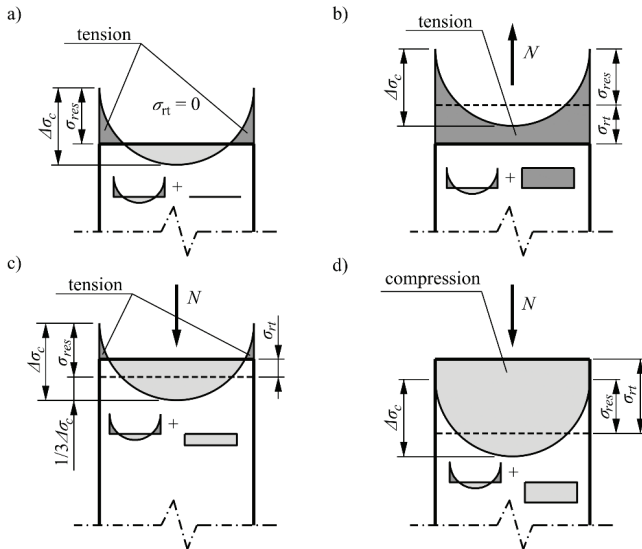 a)
tension
Δσc
σres
σrt = 0
+
b)
N
Δσc
σres
σrt
tension
+
c)
tension
N
σrt
Δσc
σres
1/3Δσc
+
d)
compression
N
Δσc
σres
σrt
+